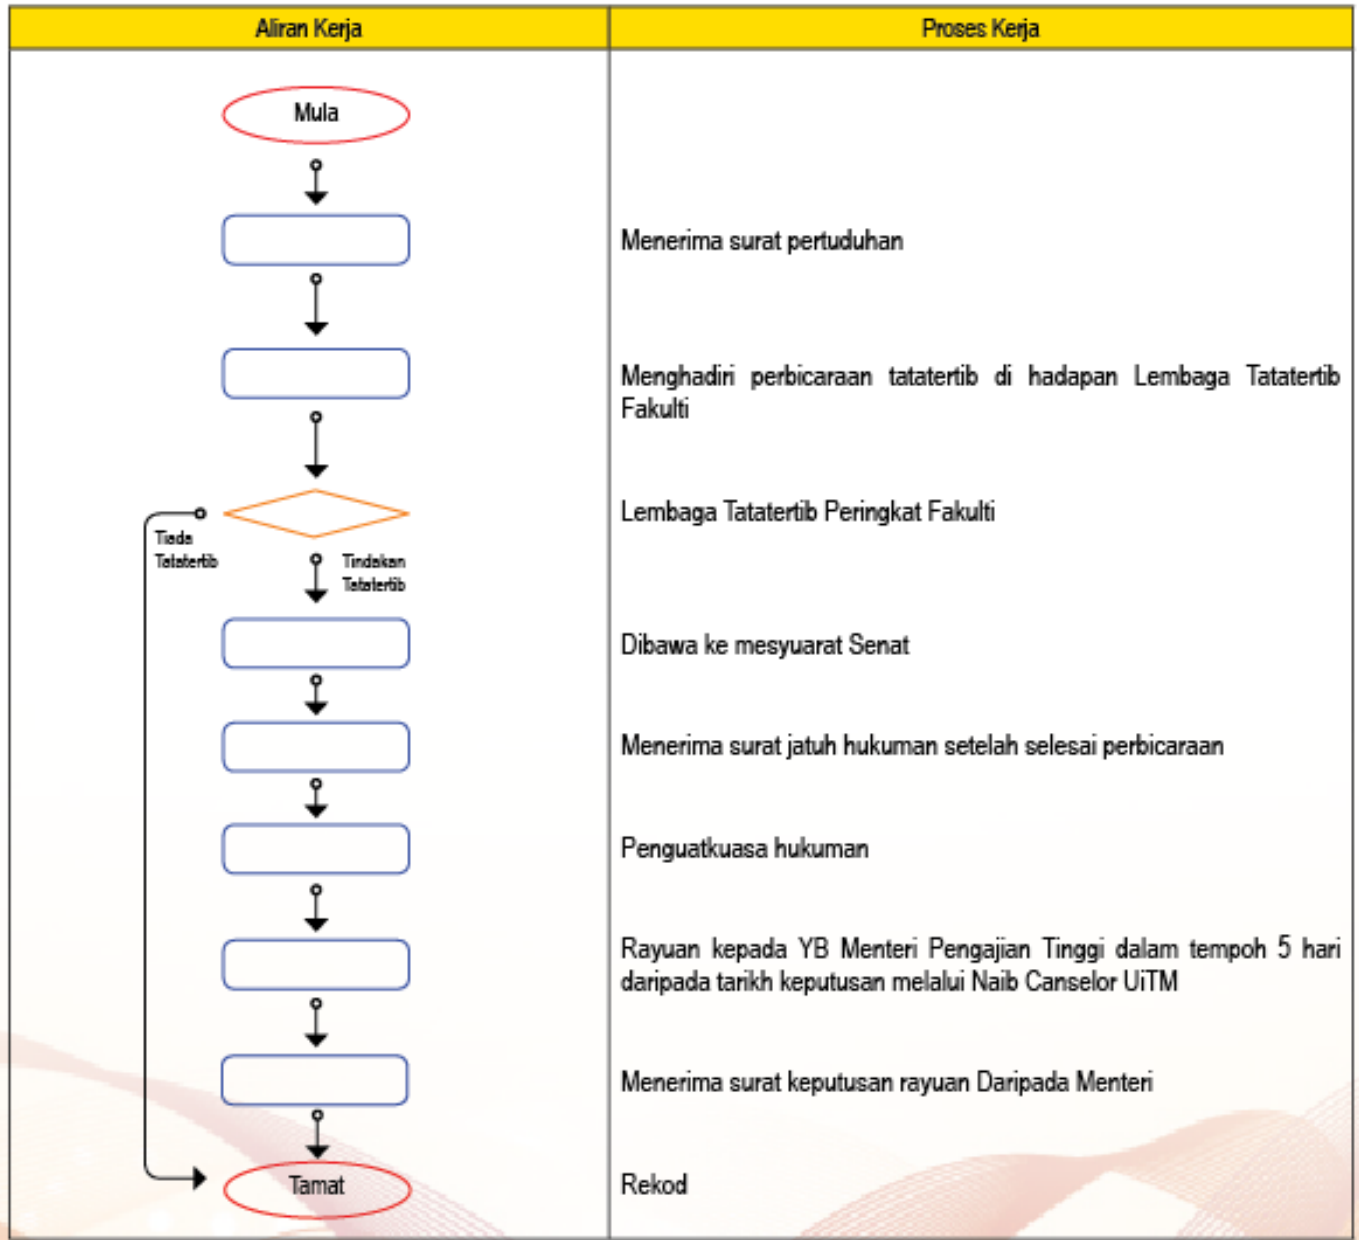 Aliran Kerja
Proses Kerja
Mula
Menerima surat pertuduhan
Menghadiri perbicaraan tatatertib di hadapan Lembaga Tatatertib
Fakulti
Lembaga Tatatertib Peringkat Fakulti
Tiada
Tatatertib
Tindakan
Tatatertib
Dibawa ke mesyuarat Senat
Menerima surat jatuh hukuman setelah selesai perbicaraan
Penguatkuasa hukuman
Rayuan kepada YB Menteri Pengajian Tinggi dalam tempoh 5 hari
daripada tarikh keputusan melalui Naib Canselor UiTM
Menerima surat keputusan rayuan Daripada Menteri
Tamat
Rekod